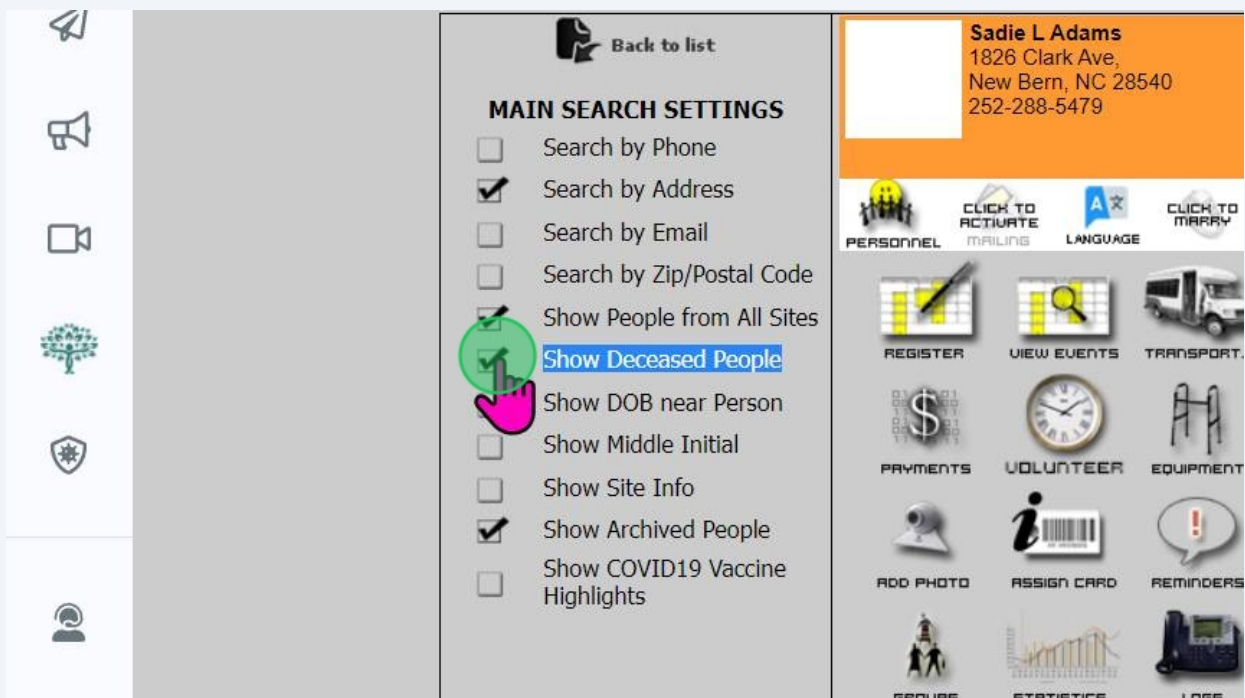 Back to list
MAIN SEARCH SETTINGS
Search by Phone
Search by Address
Search by Email
Search by Zip/Postal Code
Show People from All Sites
Show Deceased People
Show DOB near Person
Show Middle Initial
Show Site Info
Show Archived People
Show COVID19 Vaccine
Highlights
Sadie L Adams
1826 Clark Ave,
New Bern, NC 28540
252-288-5479
PERSONNEL
CLICK TO
ACTIVATE
MAILING
LANGUAGE
CLICK TO
MARRY
REGISTER
VIEW EVENTS
TRANSPORT.
PAYMENTS
VOLUNTEER
EQUIPMENT
ADD PHOTO
ASSIGN CARD
REMINDERS
GROUPS
STATISTICS
LOGS